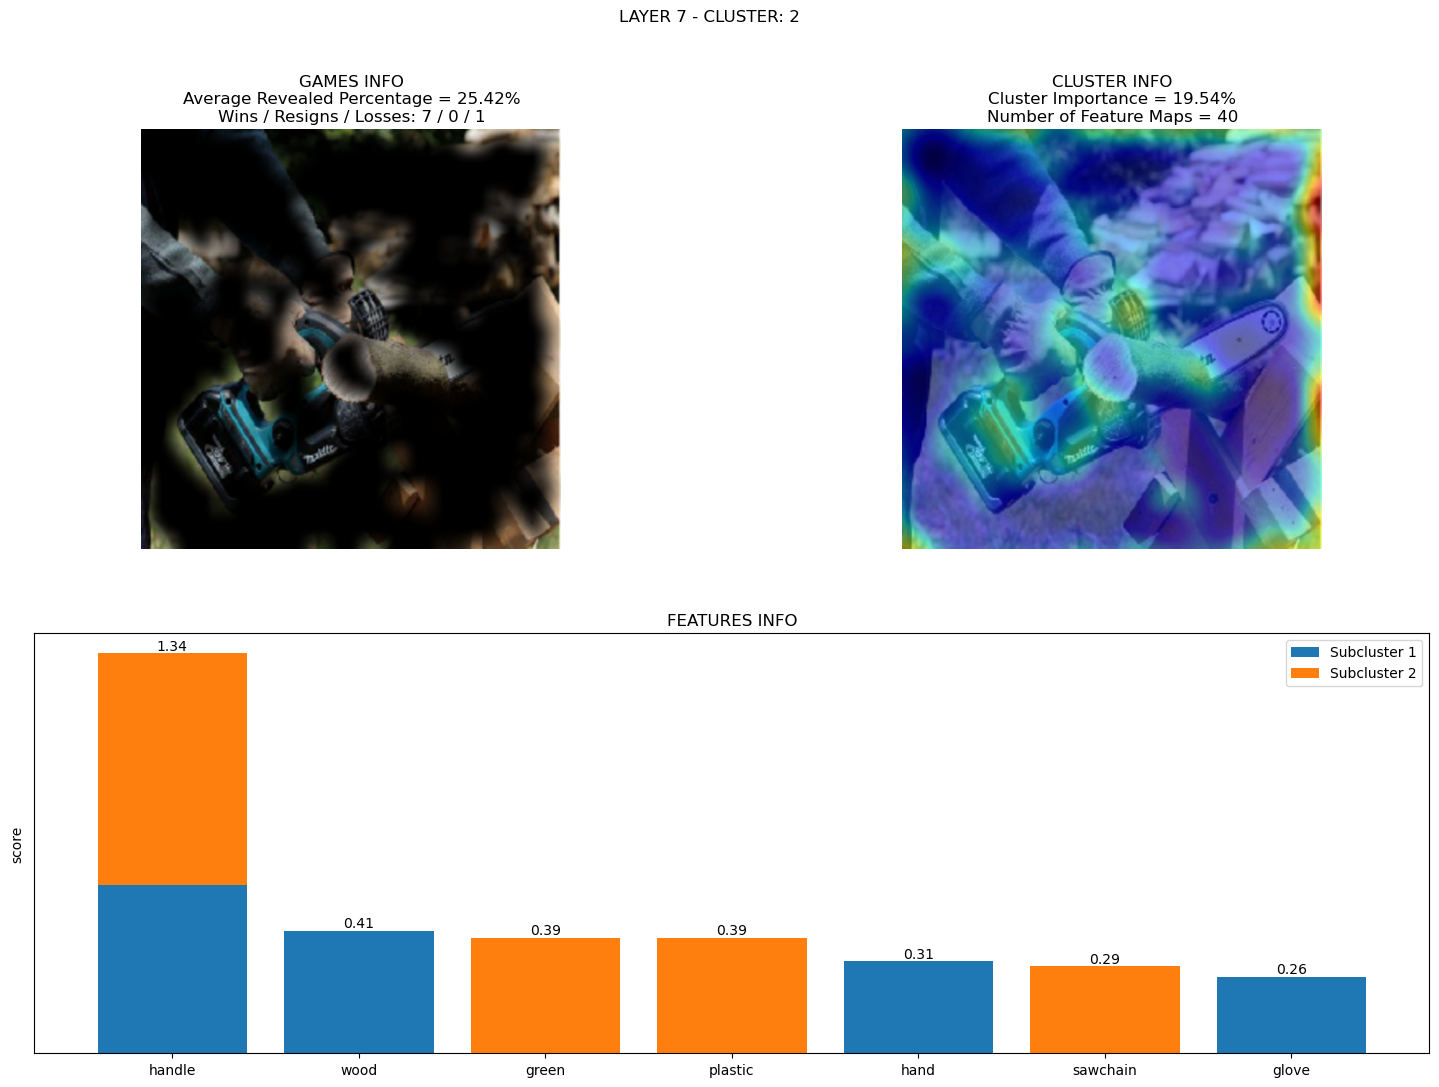 LAYER 7 - CLUSTER: 2
GAMES INFO
Average Revealed Percentage = 25.42%
Wins / Resigns / Losses: 7 / 0 / 1
CLUSTER INFO
Cluster Importance = 19.54%
Number of Feature Maps = 40
makita
makita
FEATURES INFO
1.34
0.41
0.39
0.39
0.31
0.29
0.26
Subcluster 1
Subcluster 2
score
handle
wood
green
plastic
hand
sawchain
glove